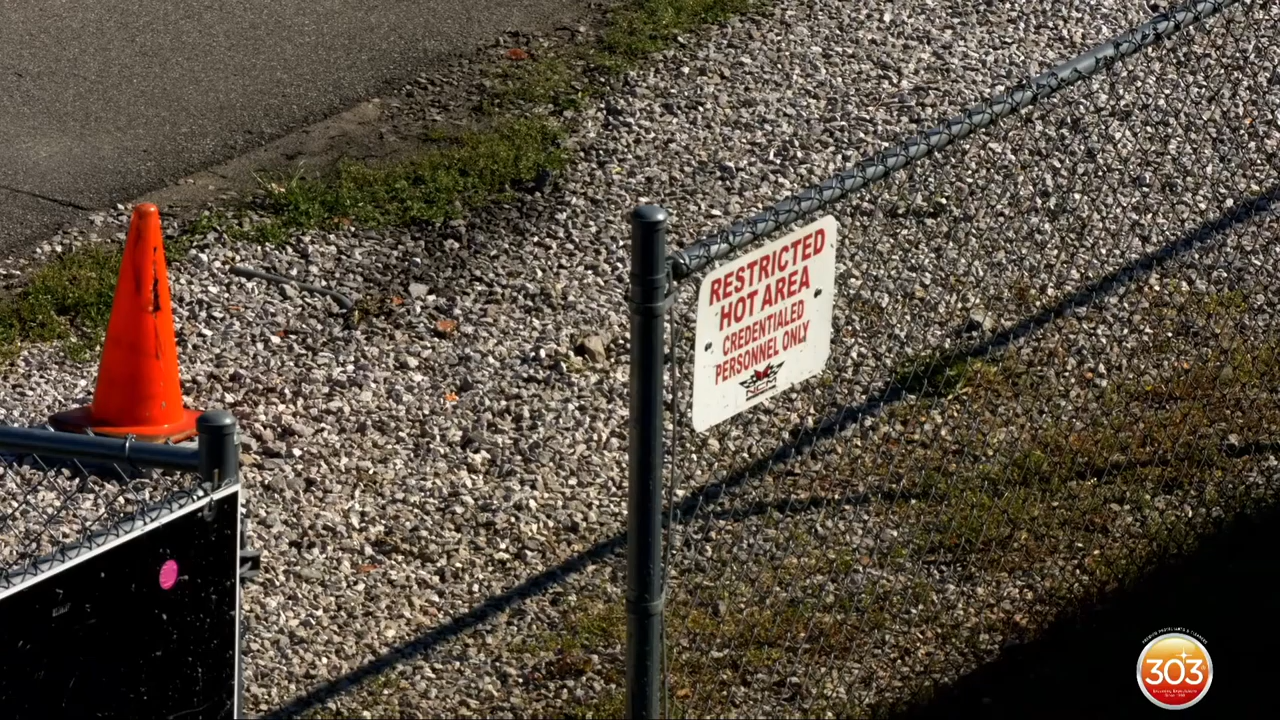 RESTRICTED
HOT AREA
CREDENTIALED
PERSONNEL ONLY
303